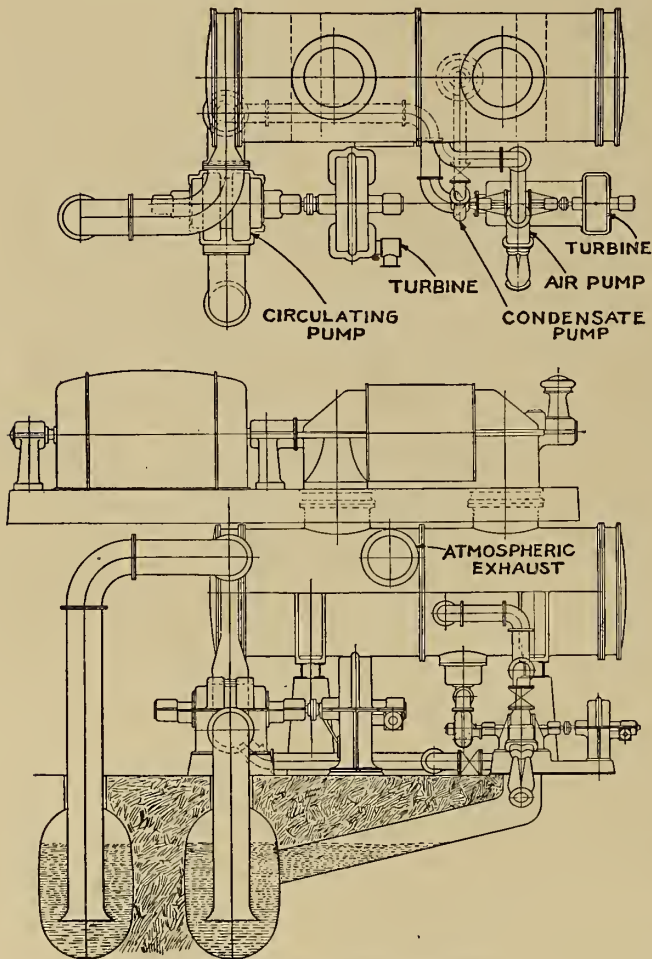 TURBINE
AIR PUMP
TURBINE
CONDENSATE
PUMP
CIRCULATING
PUMP
ATMOSPHERIC
EXHAUST